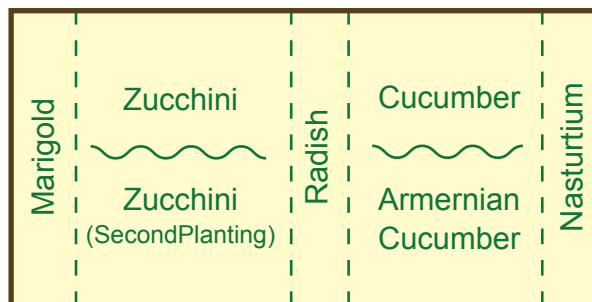 Marigold
Zucchini
Zucchini
(SecondPlanting)
Radish
Cucumber
Armernian
Cucumber
Nasturtium